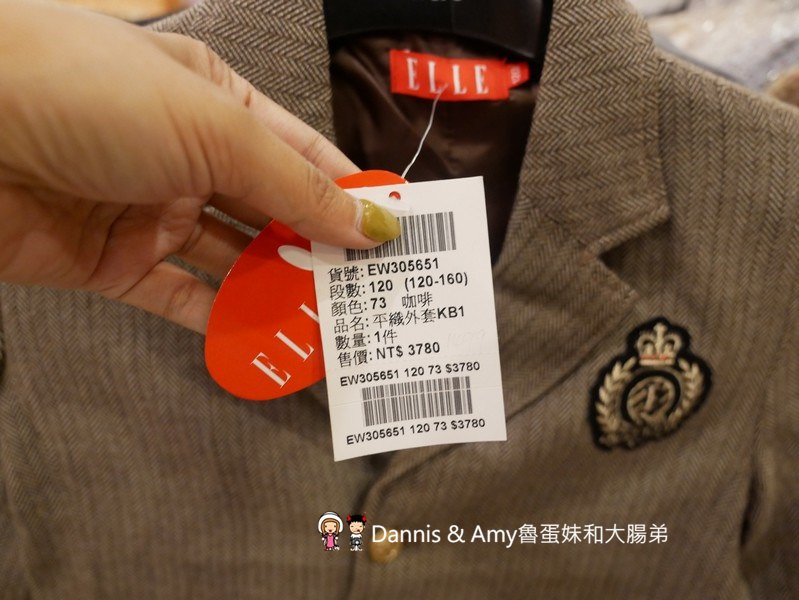 ELLE
貨號: EW305651
段數: 120 (120-160)
顏色: 73 咖啡
品名: 平織外套KB1
數量: 1件
售價: NT$ 3780
EW305651 120 73 $3780
EW305651 120 73 $3780
ELLE
Dannis & Amy魯蛋妹和大腸弟